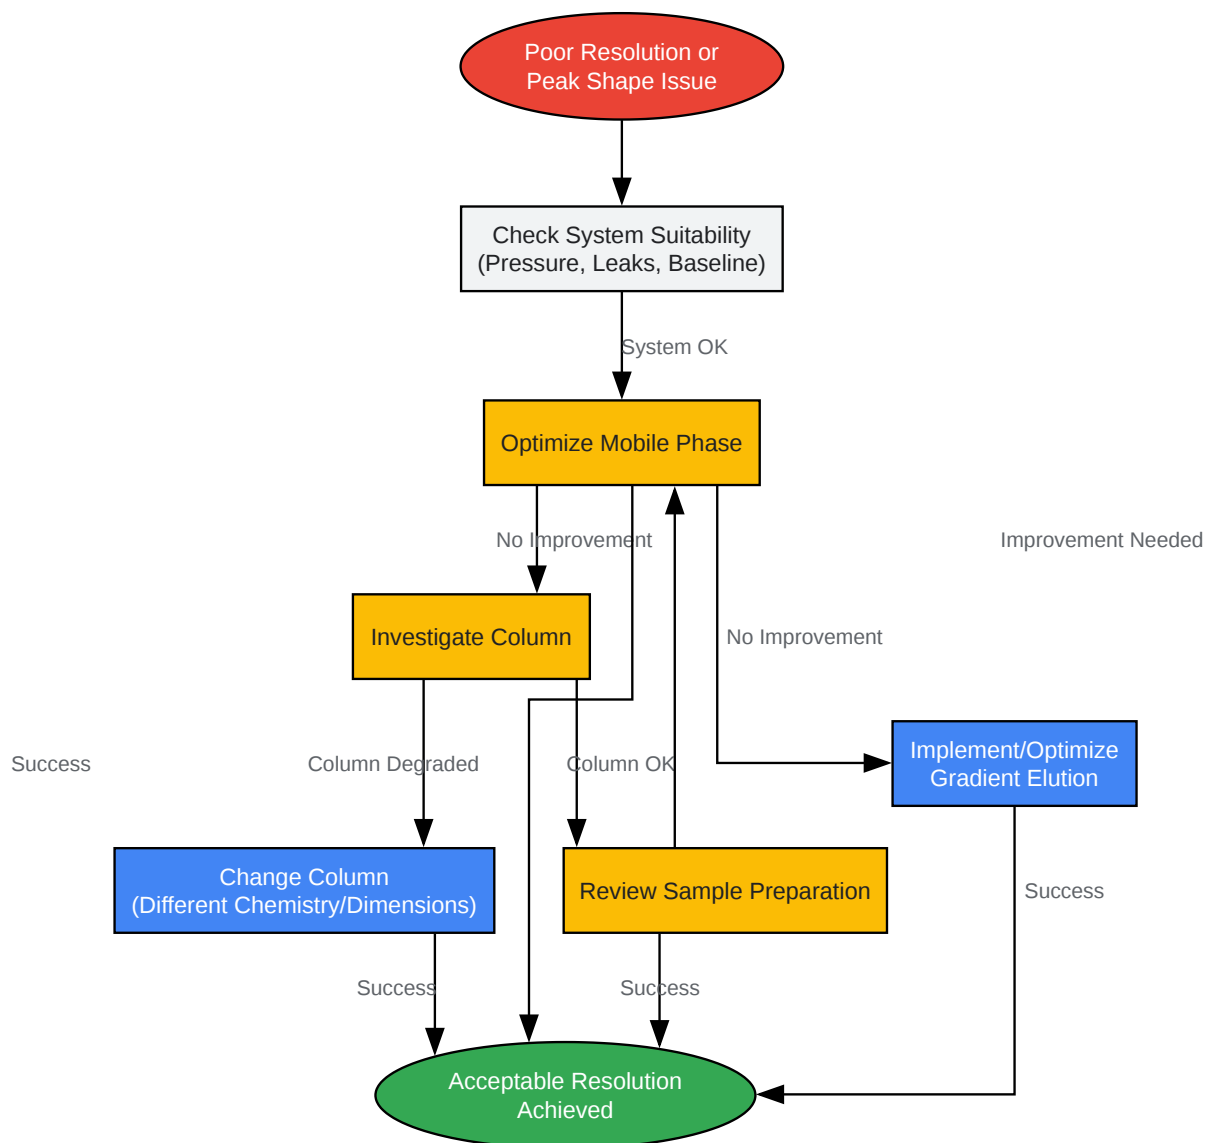 Poor Resolution or
Peak Shape Issue
Check System Suitability
(Pressure, Leaks, Baseline)
System OK
Optimize Mobile Phase
No Improvement
Improvement Needed
Investigate Column
No Improvement
Success
Column Degraded
Column OK
Implement/Optimize
Gradient Elution
Change Column
(Different Chemistry/Dimensions)
Review Sample Preparation
Success
Success
Success
Acceptable Resolution
Achieved